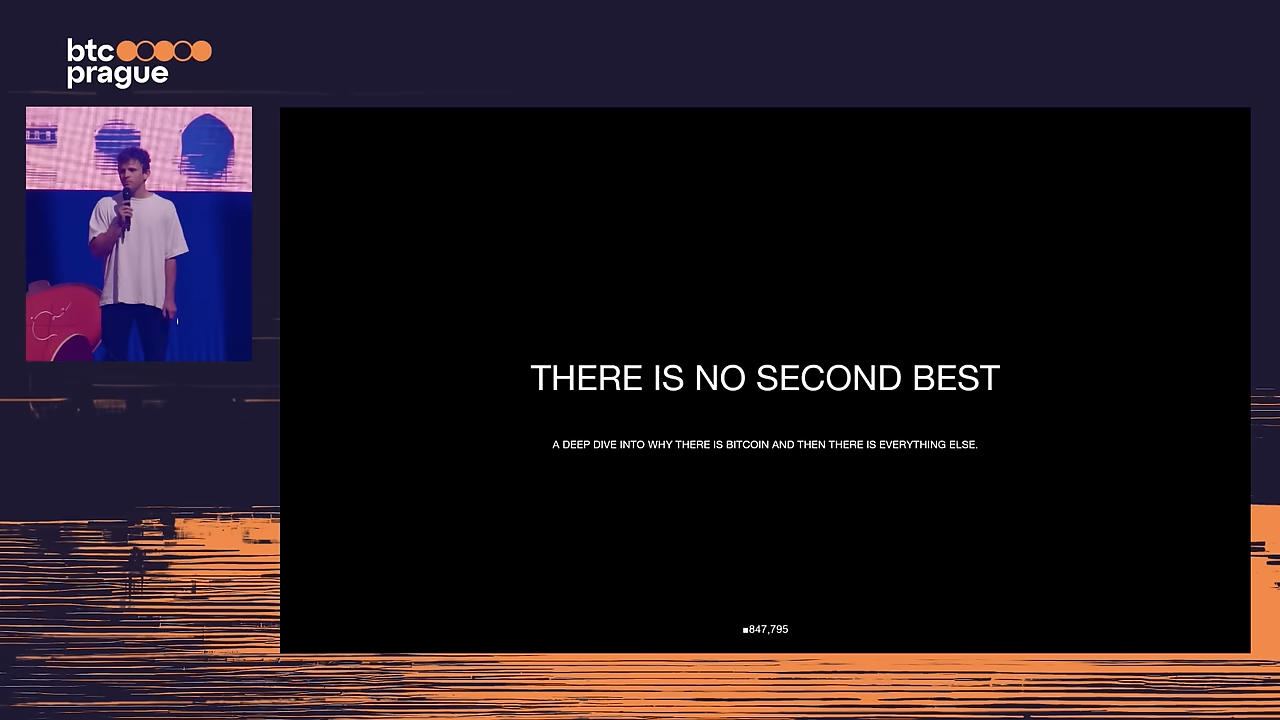 btc
prague
THERE IS NO SECOND BEST
A DEEP DIVE INTO WHY THERE IS BITCOIN AND THEN THERE IS EVERYTHING ELSE.
■847,795